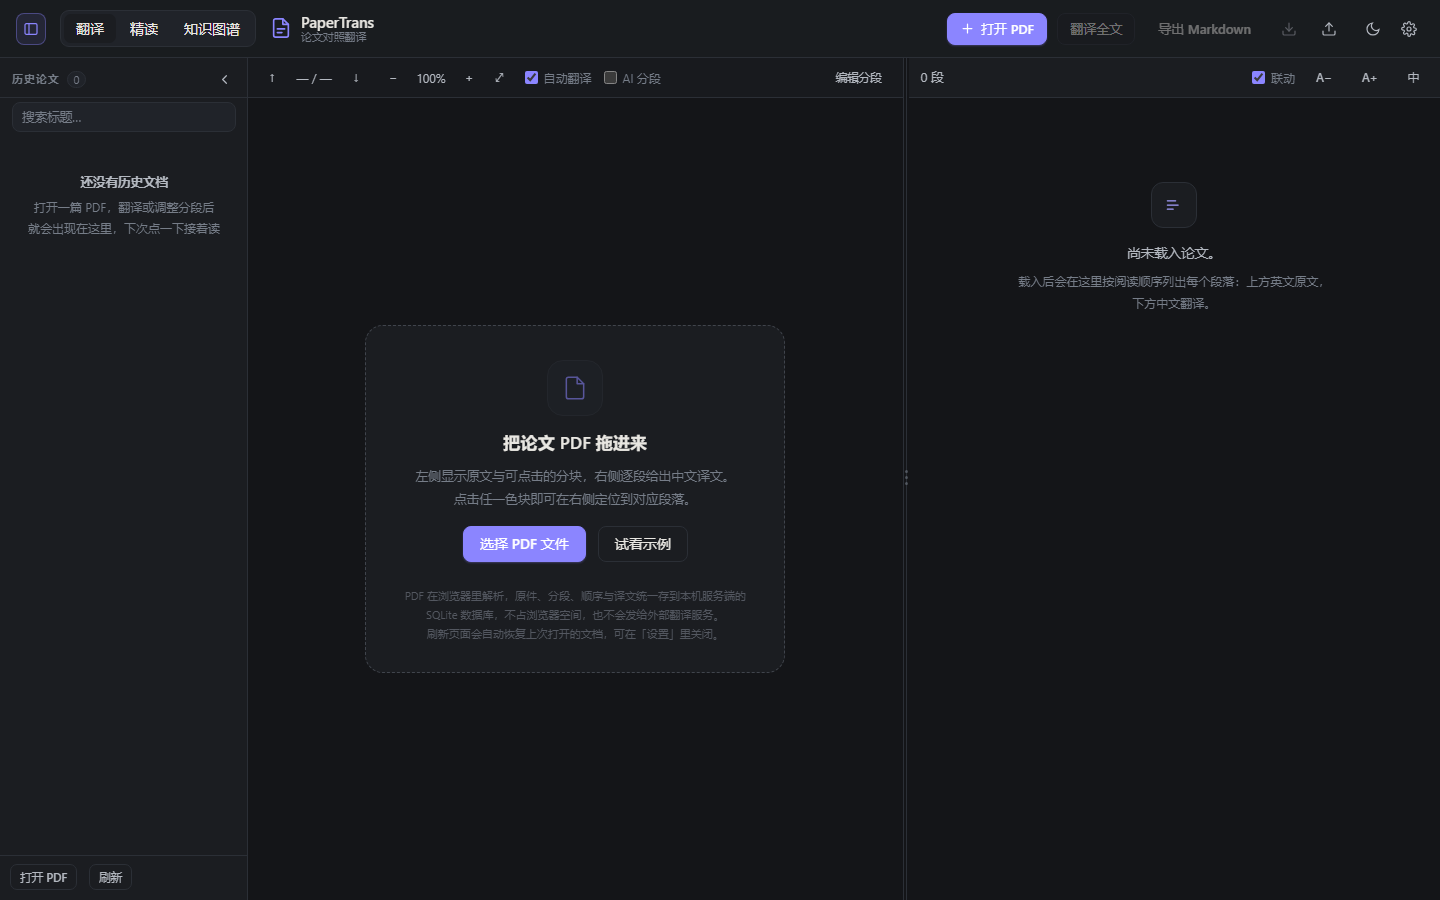 翻译 精读 知识图谱
PaperTrans
论文对照翻译
+ 打开 PDF 翻译全文 导出 Markdown
历史论文 0
↑ — / — ↓ − 100% + 自动翻译 AI 分段 编辑分段
0 段 联动 A− A+ 中
搜索标题...
还没有历史文档
打开一篇 PDF，翻译或调整分段后
就会出现在这里，下次点一下接着读
尚未载入论文。
载入后会在这里按阅读顺序列出每个段落：上方英文原文，
下方中文翻译。
把论文 PDF 拖进来
左侧显示原文与可点击的分块，右侧逐段给出中文译文。
点击任一色块即可在右侧定位到对应段落。
选择 PDF 文件 试看示例
PDF 在浏览器里解析，原件、分段、顺序与译文统一存到本机服务端的
SQLite 数据库，不占浏览器空间，也不会发给外部翻译服务。
刷新页面会自动恢复上次打开的文档，可在「设置」里关闭。
打开 PDF 刷新